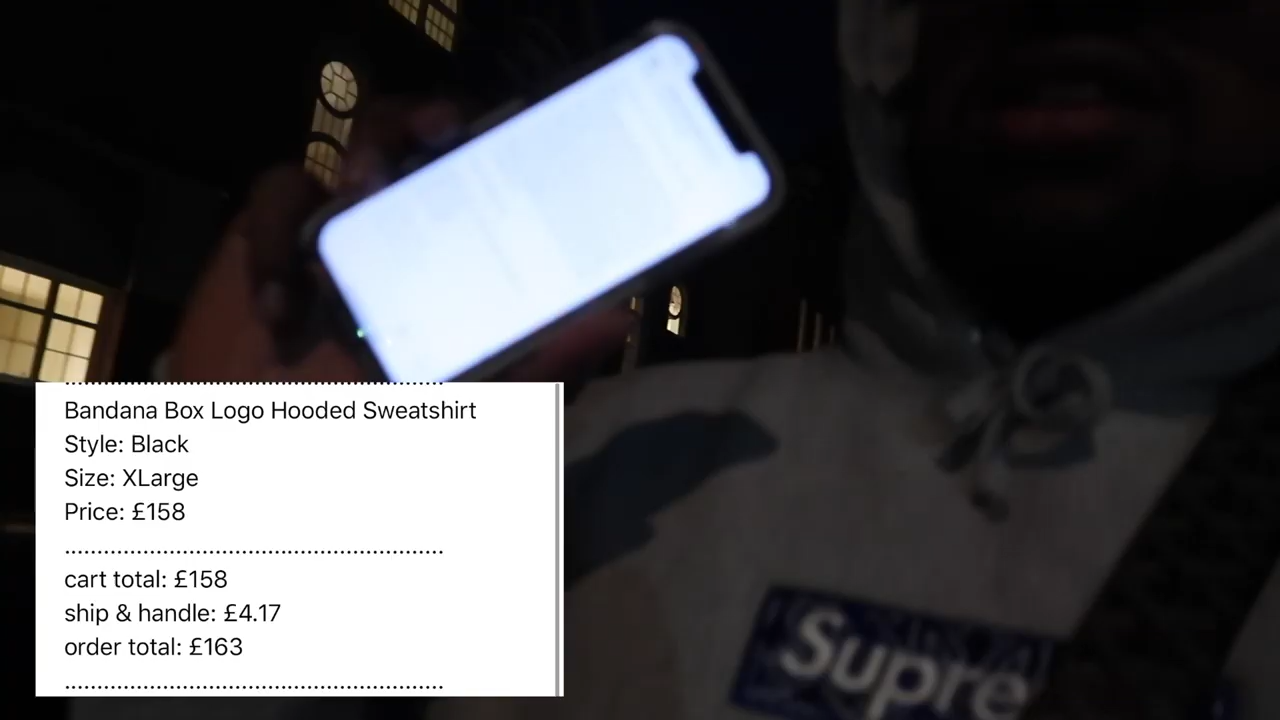 Bandana Box Logo Hooded Sweatshirt
Style: Black
Size: XLarge
Price: £158
cart total: £158
ship & handle: £4.17
order total: £163
Supre